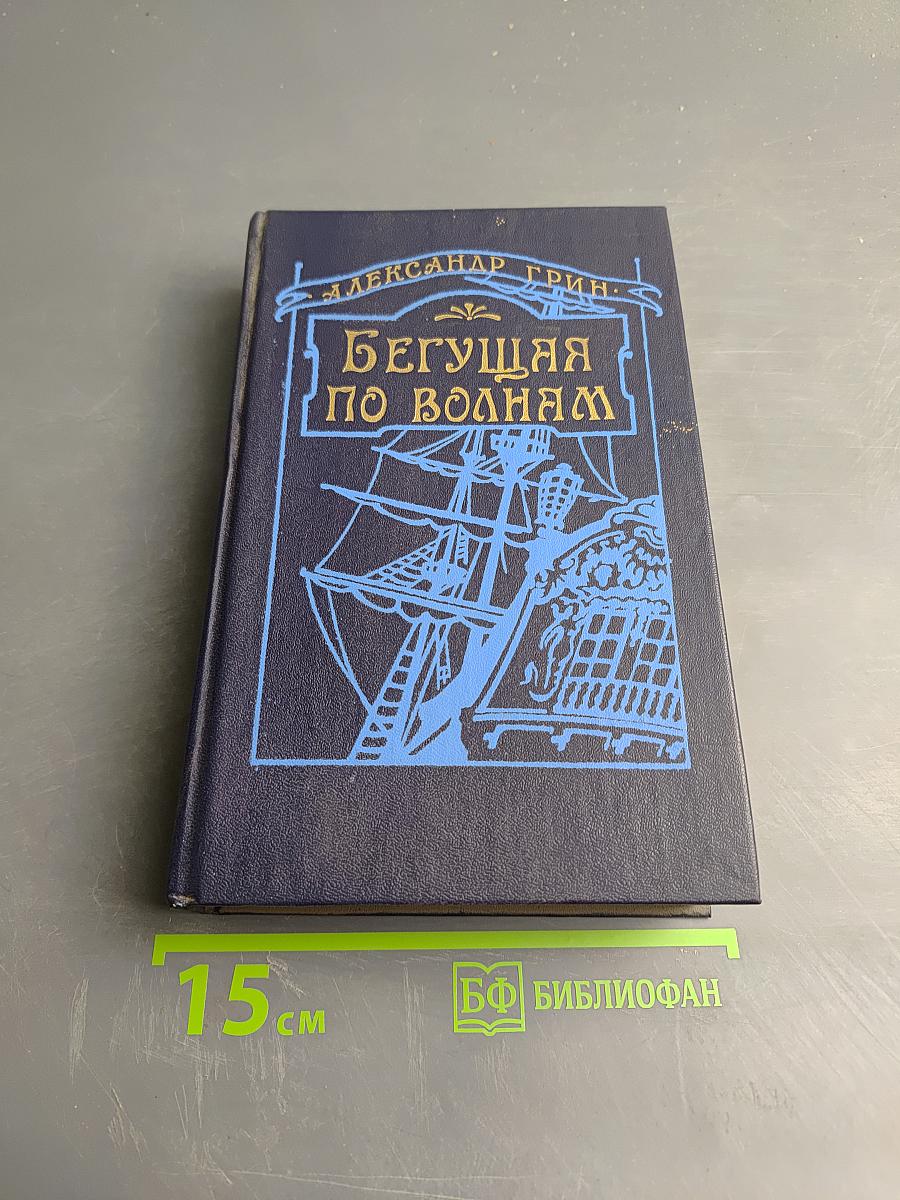 · АЛЕКСАНДР ГРИН ·
БЕГУЩАЯ
ПО ВОЛНАМ
15 см
БФ БИБЛИОФАН